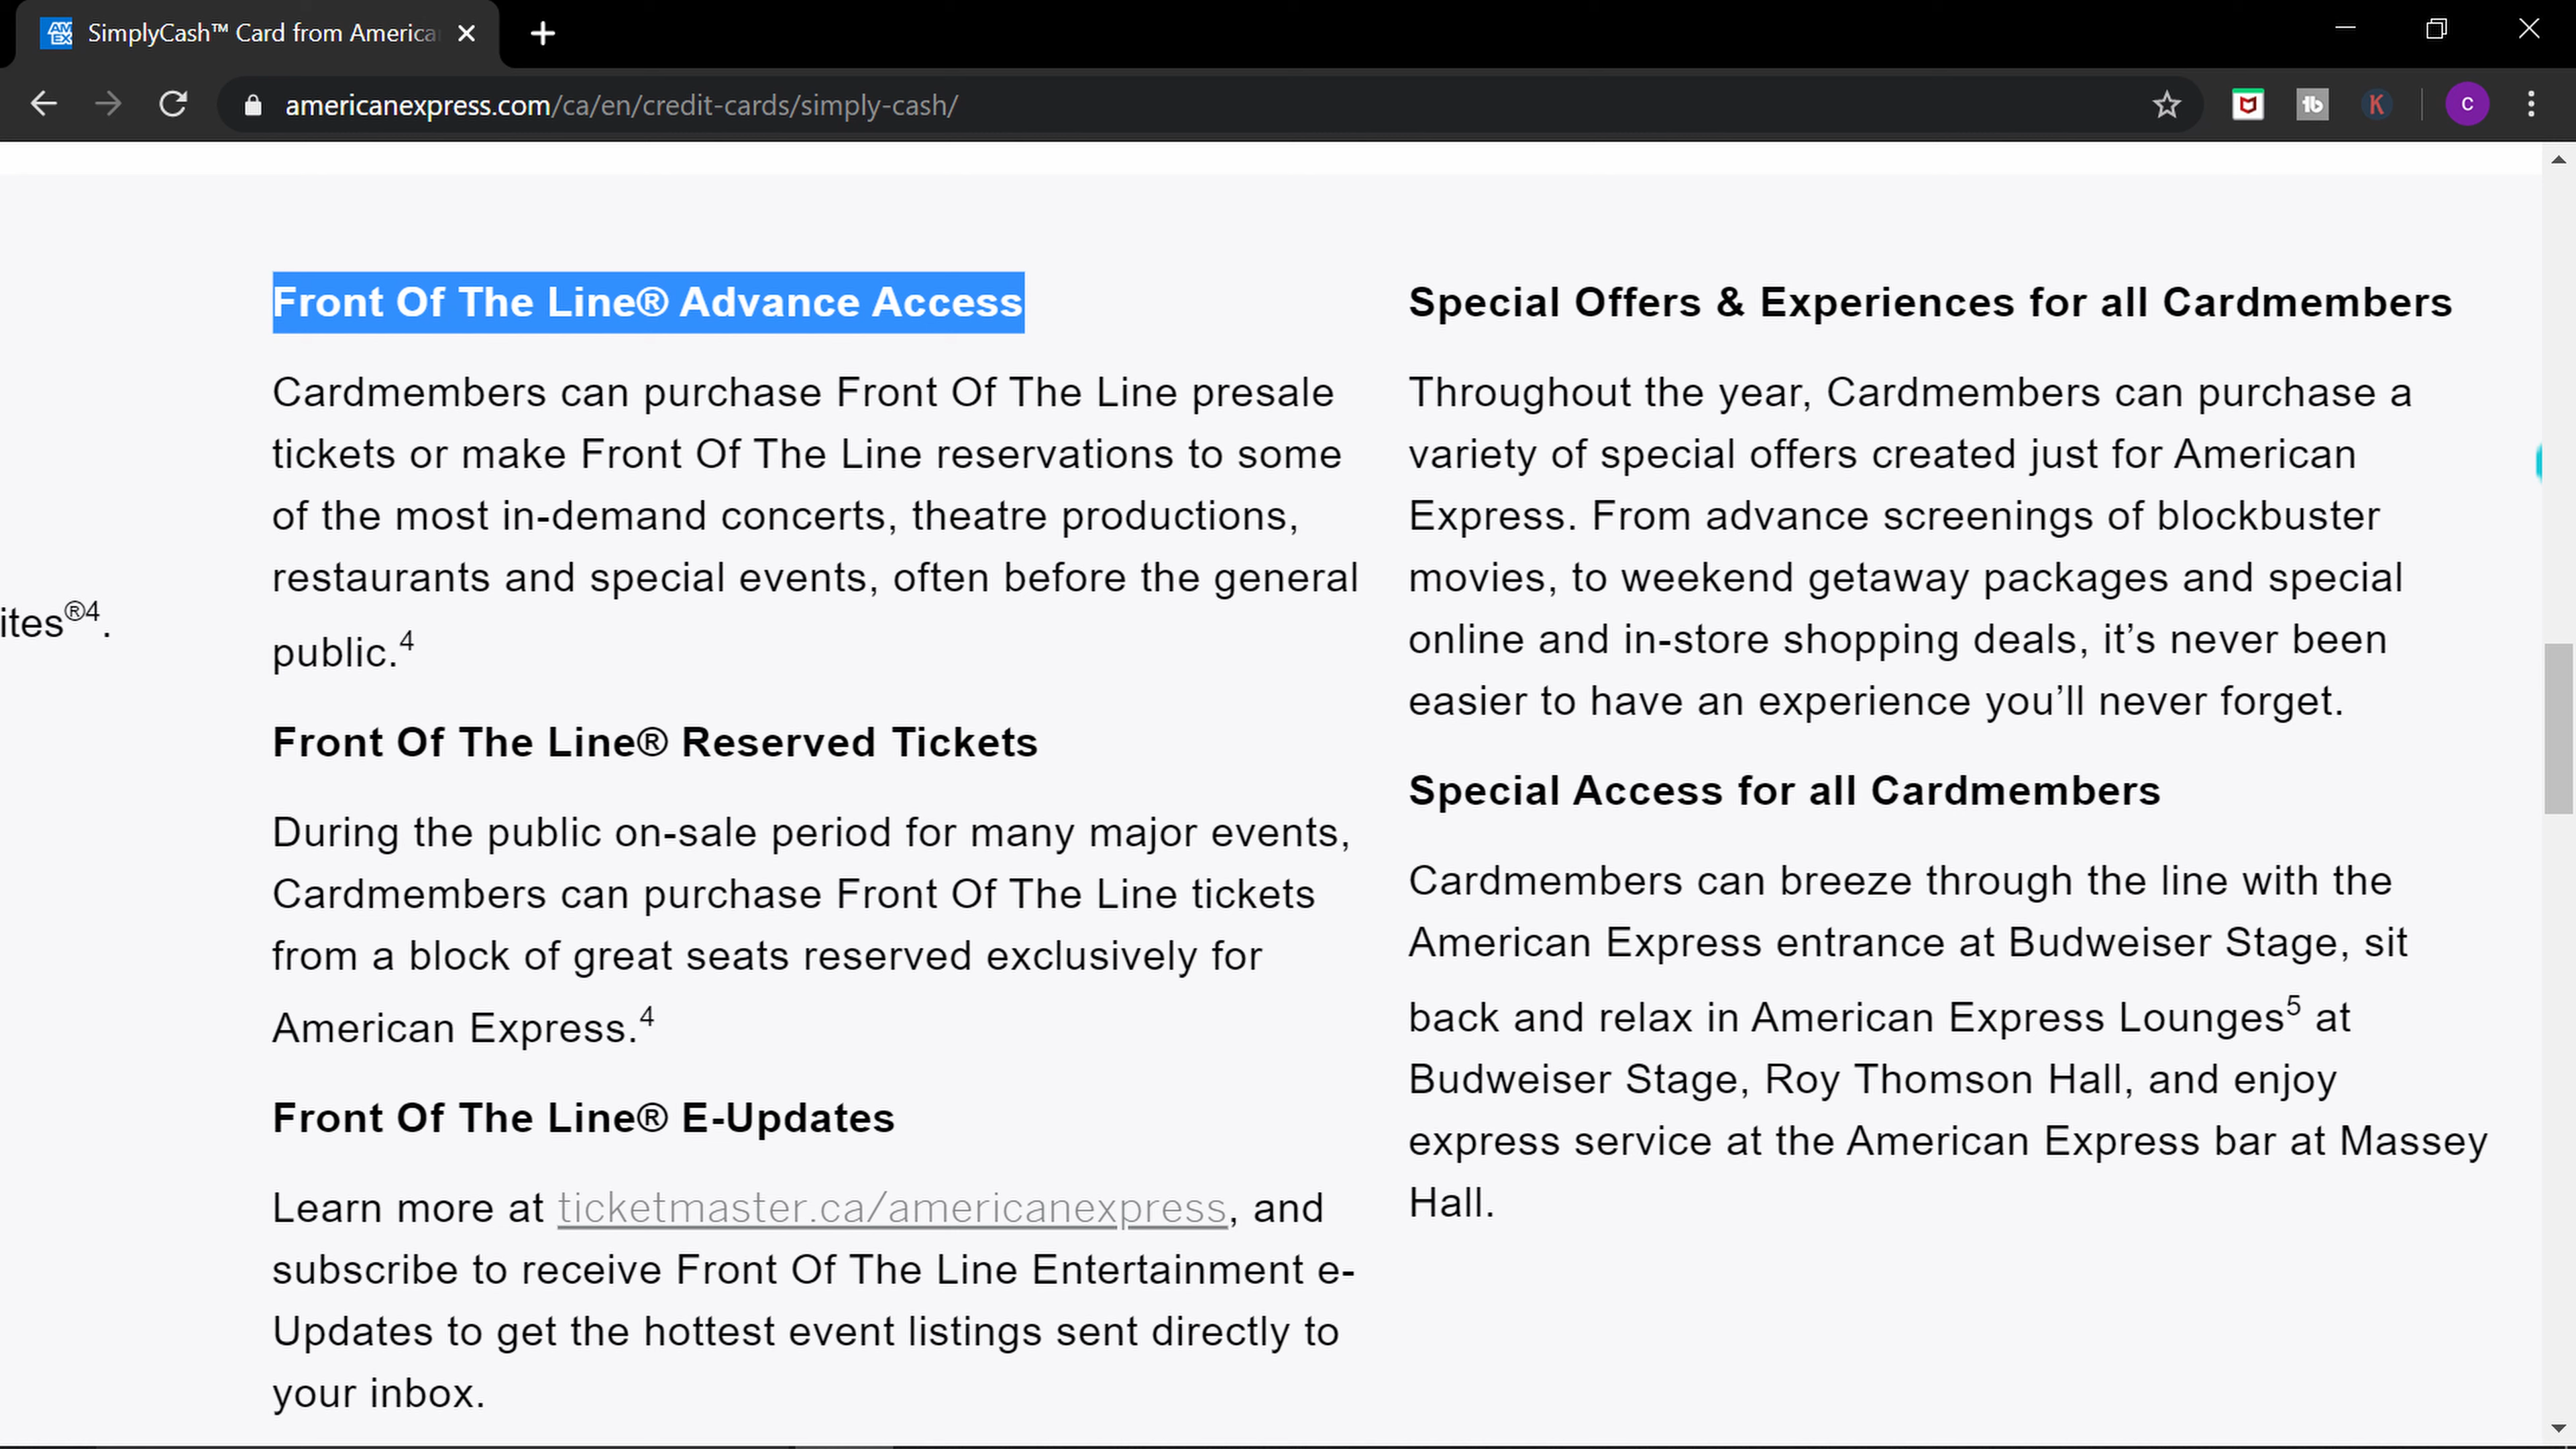 SimplyCash™ Card from America
americanexpress.com/ca/en/credit-cards/simply-cash/
ites®4.
Front Of The Line® Advance Access
Cardmembers can purchase Front Of The Line presale
tickets or make Front Of The Line reservations to some
of the most in-demand concerts, theatre productions,
restaurants and special events, often before the general
public.4
Front Of The Line® Reserved Tickets
During the public on-sale period for many major events,
Cardmembers can purchase Front Of The Line tickets
from a block of great seats reserved exclusively for
American Express.4
Front Of The Line® E-Updates
Learn more at ticketmaster.ca/americanexpress, and
subscribe to receive Front Of The Line Entertainment e-
Updates to get the hottest event listings sent directly to
your inbox.
Special Offers & Experiences for all Cardmembers
Throughout the year, Cardmembers can purchase a
variety of special offers created just for American
Express. From advance screenings of blockbuster
movies, to weekend getaway packages and special
online and in-store shopping deals, it’s never been
easier to have an experience you’ll never forget.
Special Access for all Cardmembers
Cardmembers can breeze through the line with the
American Express entrance at Budweiser Stage, sit
back and relax in American Express Lounges5 at
Budweiser Stage, Roy Thomson Hall, and enjoy
express service at the American Express bar at Massey
Hall.